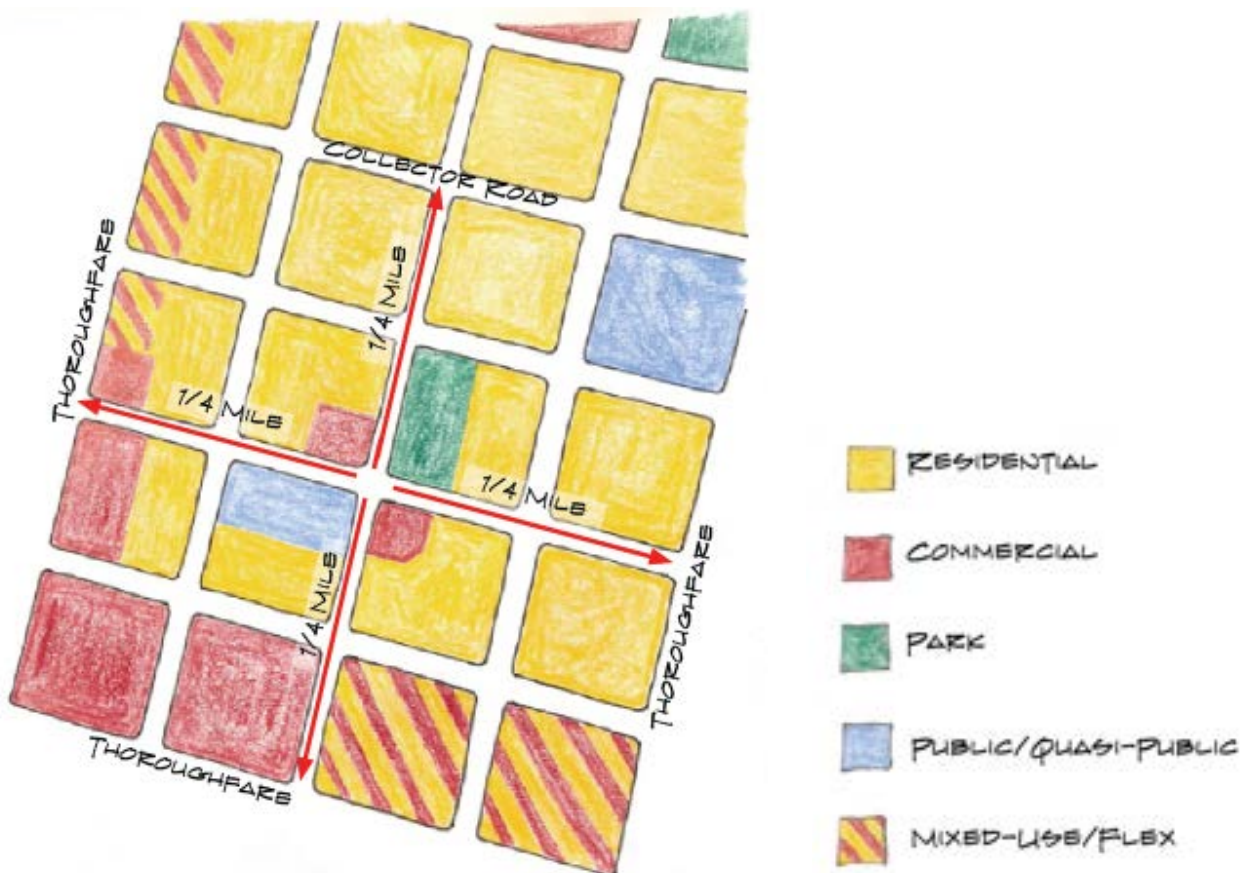 COLLECTOR ROAD
1/4 MILE
THOROUGHFARE
1/4 MILE
1/4 MILE
1/4 MILE
THOROUGHFARE
THOROUGHFARE
RESIDENTIAL
COMMERCIAL
PARK
PUBLIC/QUASI-PUBLIC
MIXED-USE/FLEX